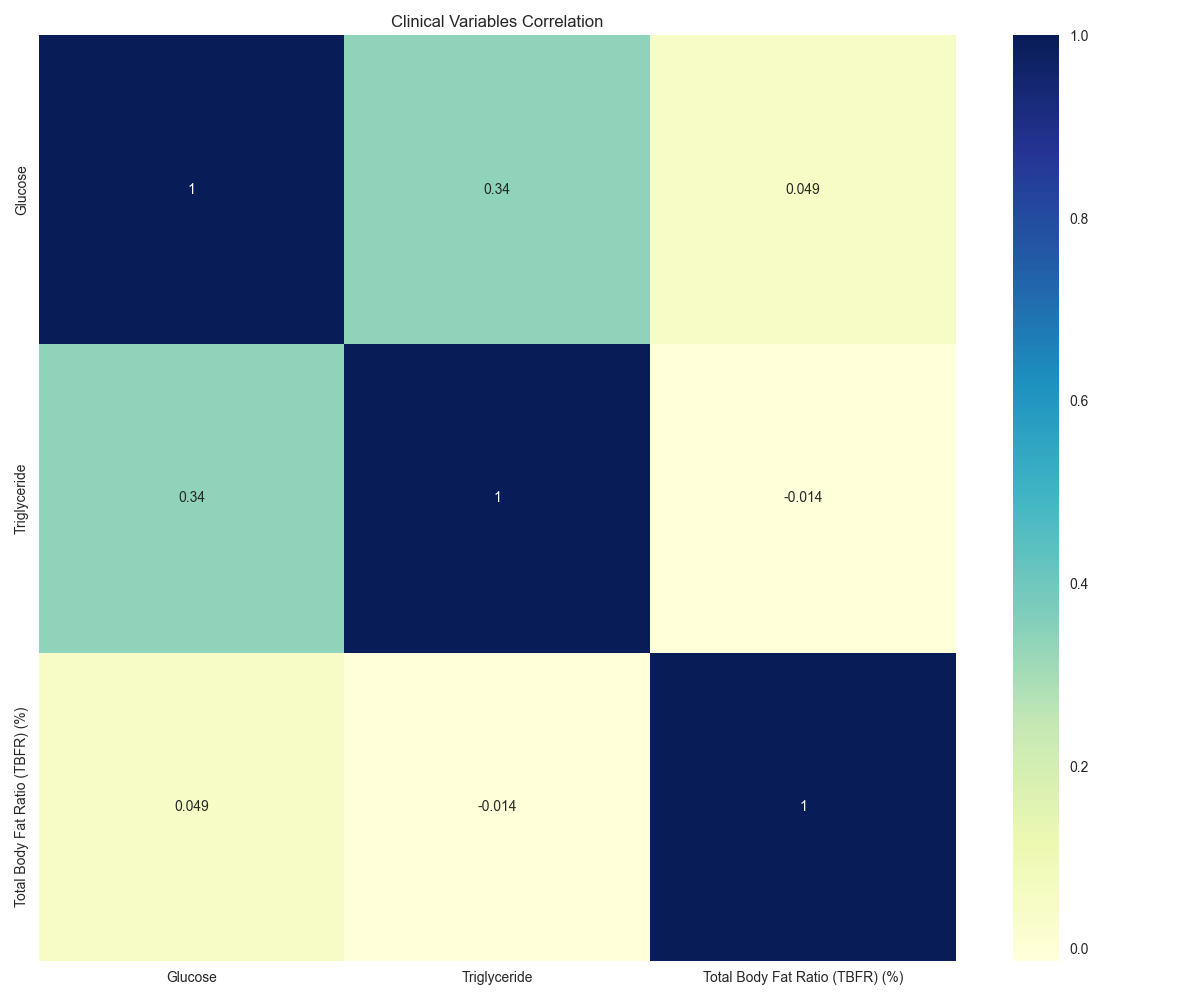 Clinical Variables Correlation
Glucose
1
0.34
0.049
Triglyceride
0.34
1
-0.014
Total Body Fat Ratio (TBFR) (%)
0.049
-0.014
1
Glucose
Triglyceride
Total Body Fat Ratio (TBFR) (%)
1.0
0.8
0.6
0.4
0.2
0.0